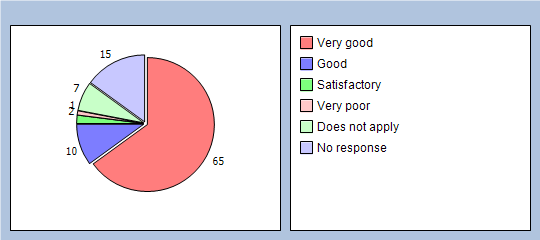 15
7
1
2
10
65
Very good
Good
Satisfactory
Very poor
Does not apply
No response